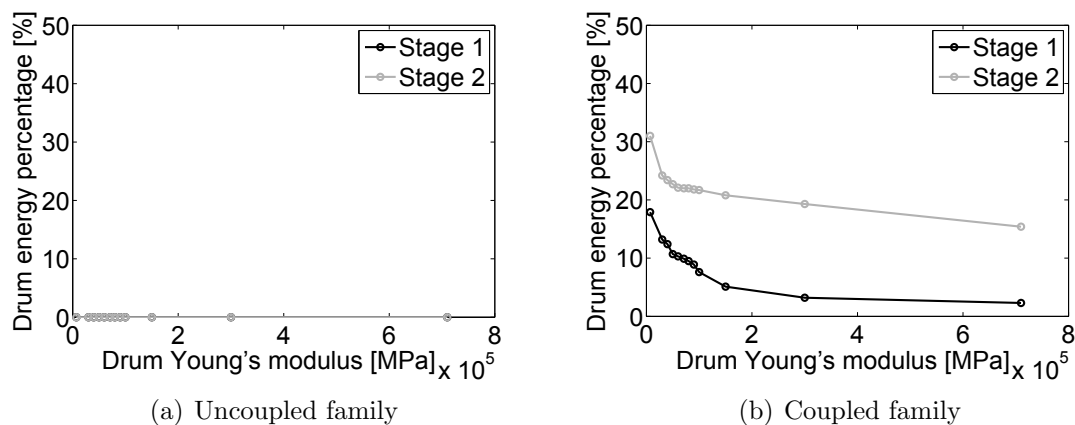 50
40
30
20
10
0
Drum energy percentage [%]
Stage 1
Stage 2
0 2 4 6 8
Drum Young's modulus [MPa]
x 10^5
(a) Uncoupled family
50
40
30
20
10
0
Drum energy percentage [%]
Stage 1
Stage 2
0 2 4 6 8
Drum Young's modulus [MPa]
x 10^5
(b) Coupled family